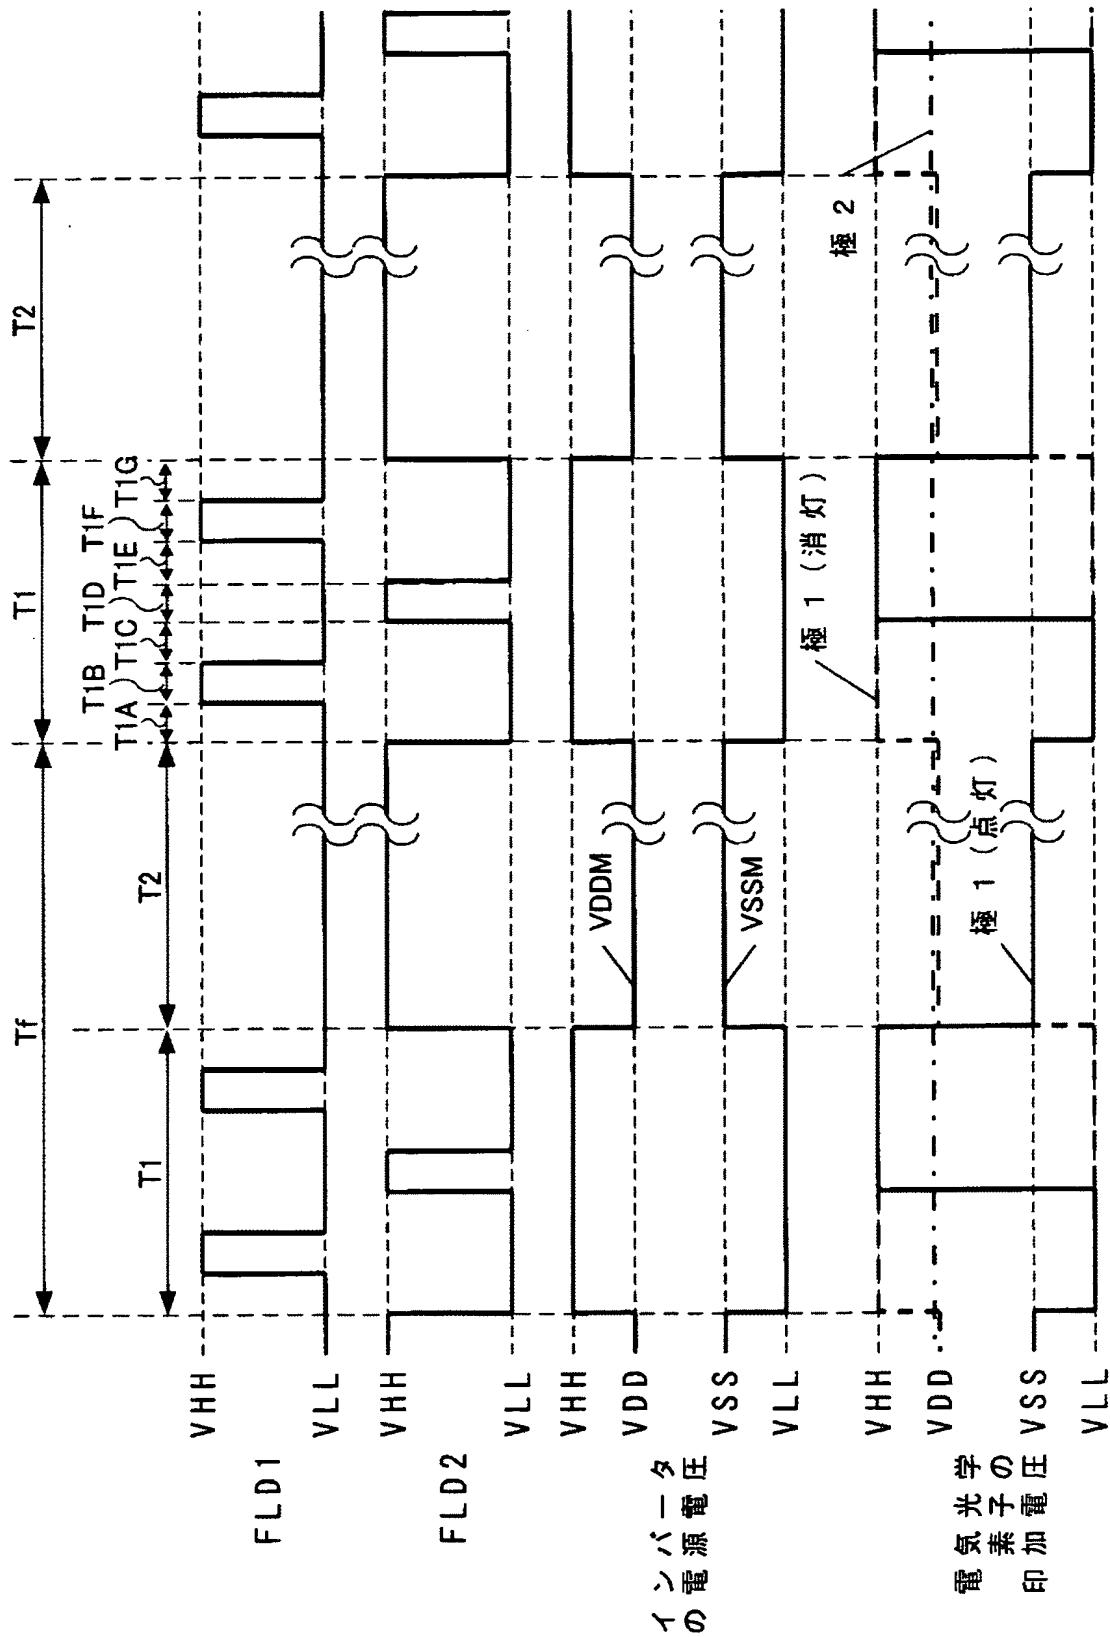 Tf
T1
T2
T1
T2
T1A
T1B
T1C
T1D
T1E
T1F
T1G
FLD1
VHH
VLL
FLD2
VHH
VLL
インバータ
の電源電圧
VHH
VDD
VSS
VLL
VDDM
VSSM
電気光学
素子の
印加電圧
VHH
VDD
VSS
VLL
極1(点灯)
極1(消灯)
極2